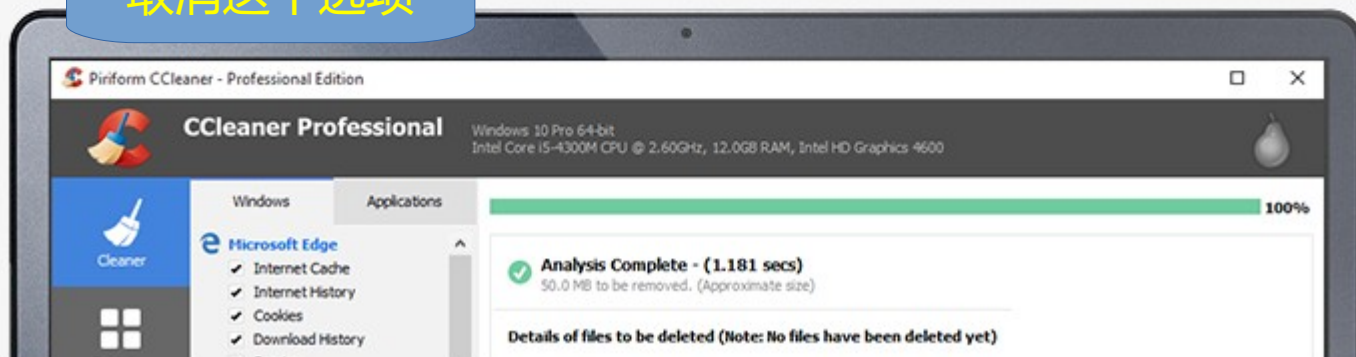 取消这个选项
Piriform CCleaner - Professional Edition
CCleaner Professional
Windows 10 Pro 64-bit
Intel Core i5-4300M CPU @ 2.60GHz, 12.0GB RAM, Intel HD Graphics 4600
Windows
Applications
100%
Cleaner
Microsoft Edge
Internet Cache
Internet History
Cookies
Download History
Analysis Complete - (1.181 secs)
50.0 MB to be removed. (Approximate size)
Details of files to be deleted (Note: No files have been deleted yet)